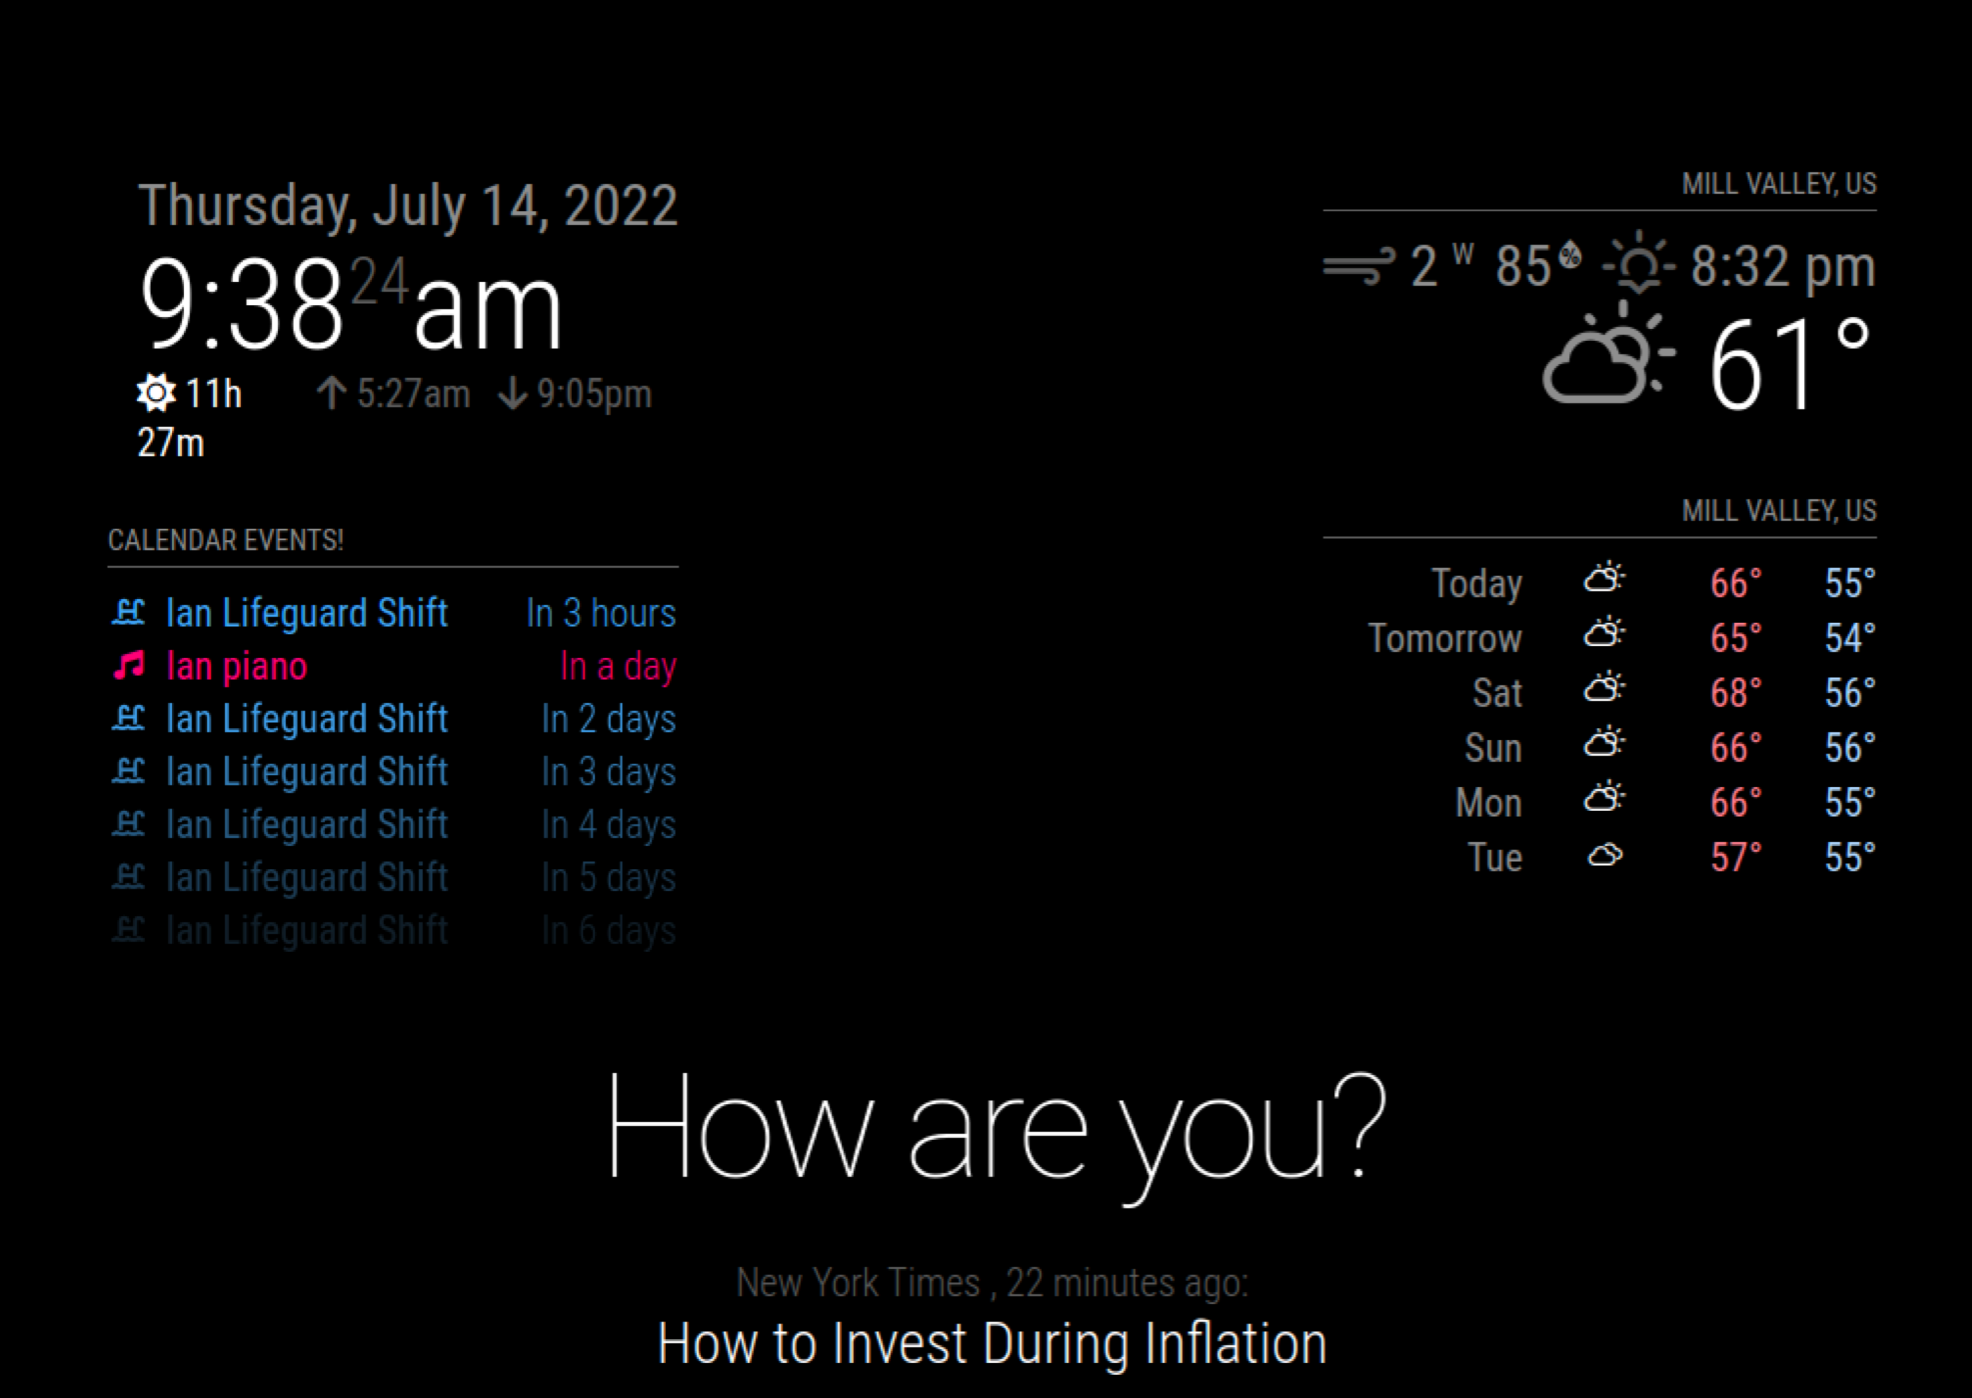 Thursday, July 14, 2022
9:38 24 am
11h 27m
5:27am 9:05pm
CALENDAR EVENTS!
Ian Lifeguard Shift In 3 hours
Ian piano In a day
Ian Lifeguard Shift In 2 days
Ian Lifeguard Shift In 3 days
Ian Lifeguard Shift In 4 days
Ian Lifeguard Shift In 5 days
Ian Lifeguard Shift In 6 days
MILL VALLEY, US
2 W 85 % 8:32 pm
61°
MILL VALLEY, US
Today 66° 55°
Tomorrow 65° 54°
Sat 68° 56°
Sun 66° 56°
Mon 66° 55°
Tue 57° 55°
How are you?
New York Times , 22 minutes ago:
How to Invest During Inflation